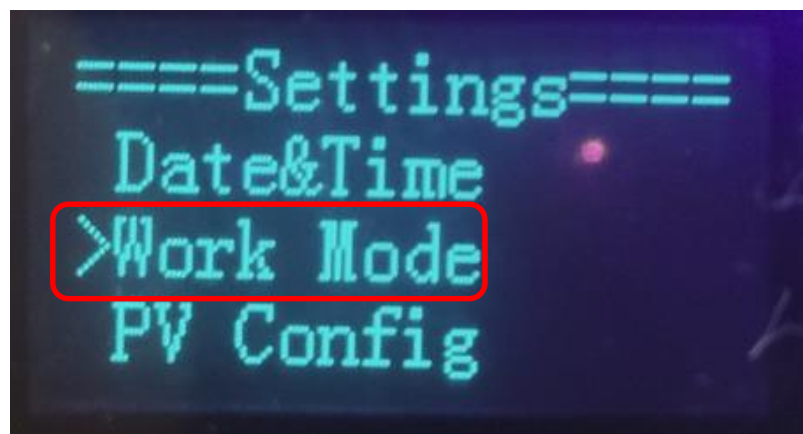 ====Settings====
Date&Time
>Work Mode
PV Config